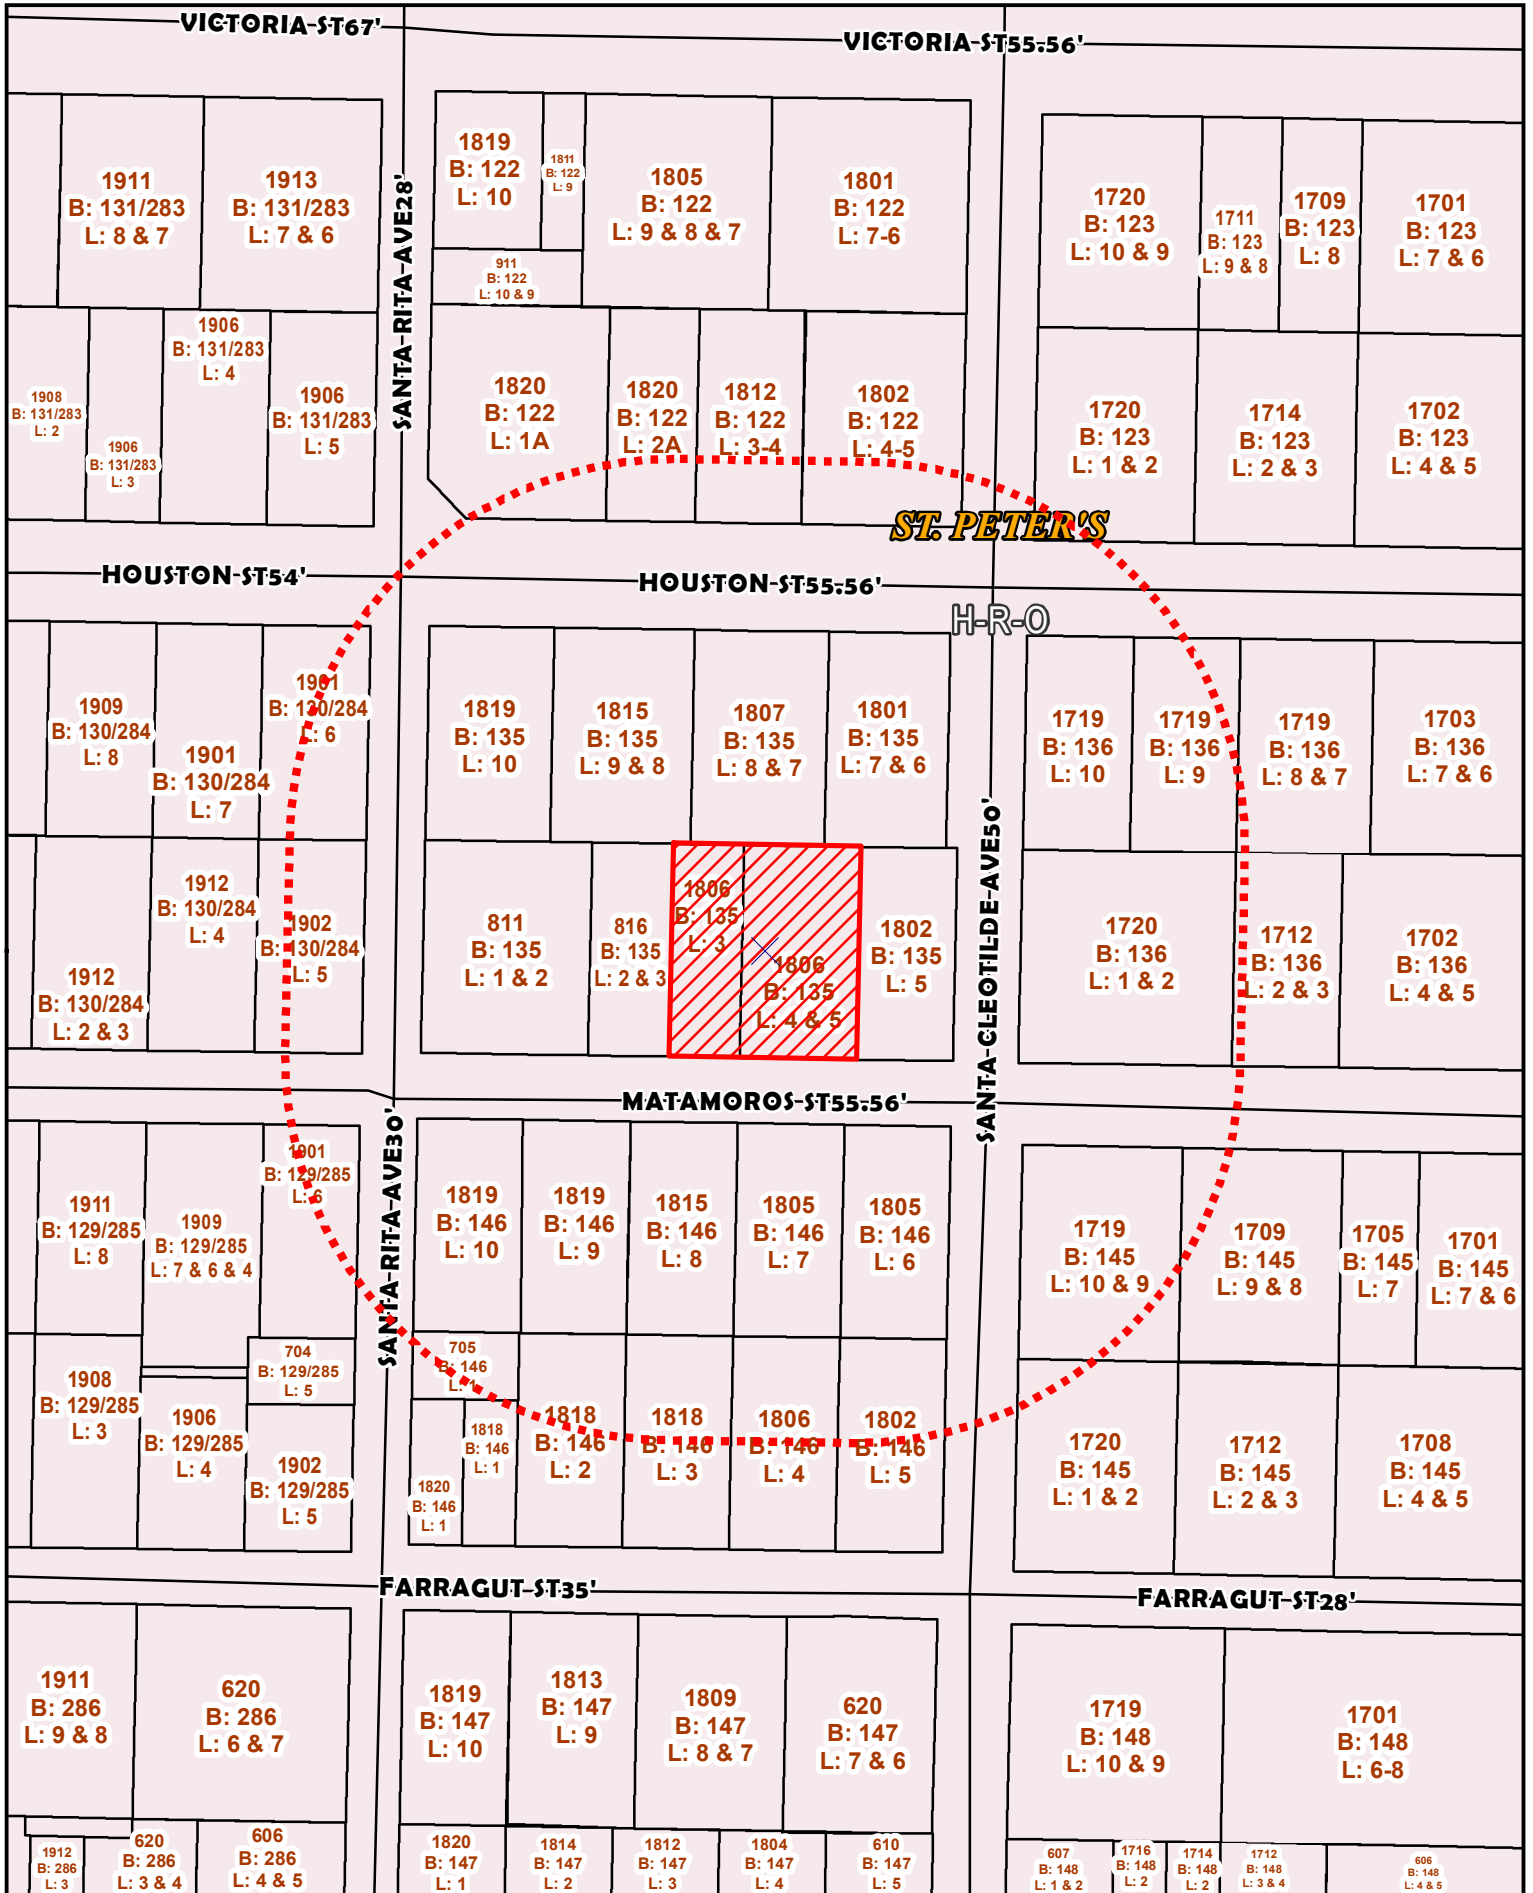 VICTORIA ST67'
VICTORIA ST55.56'
1911
B: 131/283
L: 8 & 7
1913
B: 131/283
L: 7 & 6
SANTA RITA AVE28'
1819
B: 122
L: 10
1811
B: 122
L: 9
1805
B: 122
L: 9 & 8 & 7
1801
B: 122
L: 7-6
1720
B: 123
L: 10 & 9
1711
B: 123
L: 9 & 8
1709
B: 123
L: 8
1701
B: 123
L: 7 & 6
911
B: 122
L: 10 & 9
1908
B: 131/283
L: 2
1906
B: 131/283
L: 3
1906
B: 131/283
L: 4
1906
B: 131/283
L: 5
1820
B: 122
L: 1A
1820
B: 122
L: 2A
1812
B: 122
L: 3-4
1802
B: 122
L: 4-5
1720
B: 123
L: 1 & 2
1714
B: 123
L: 2 & 3
1702
B: 123
L: 4 & 5
ST. PETER'S
HOUSTON ST54'
HOUSTON ST55.56'
H-R-O
1909
B: 130/284
L: 8
1901
B: 130/284
L: 7
1901
B: 130/284
L: 6
1819
B: 135
L: 10
1815
B: 135
L: 9 & 8
1807
B: 135
L: 8 & 7
1801
B: 135
L: 7 & 6
1719
B: 136
L: 10
1719
B: 136
L: 9
1719
B: 136
L: 8 & 7
1703
B: 136
L: 7 & 6
SANTA CLEOTILDE AVE50'
1912
B: 130/284
L: 2 & 3
1912
B: 130/284
L: 4
1902
B: 130/284
L: 5
811
B: 135
L: 1 & 2
816
B: 135
L: 2 & 3
1806
B: 135
L: 3
1806
B: 135
L: 4 & 5
1802
B: 135
L: 5
1720
B: 136
L: 1 & 2
1712
B: 136
L: 2 & 3
1702
B: 136
L: 4 & 5
MATAMOROS ST55.56'
SANTA RITA AVE30'
1911
B: 129/285
L: 8
1909
B: 129/285
L: 7 & 6 & 4
1901
B: 129/285
L: 6
1819
B: 146
L: 10
1819
B: 146
L: 9
1815
B: 146
L: 8
1805
B: 146
L: 7
1805
B: 146
L: 6
1719
B: 145
L: 10 & 9
1709
B: 145
L: 9 & 8
1705
B: 145
L: 7
1701
B: 145
L: 7 & 6
1908
B: 129/285
L: 3
1906
B: 129/285
L: 4
704
B: 129/285
L: 5
1902
B: 129/285
L: 5
705
B: 146
L: 1
1820
B: 146
L: 1
1818
B: 146
L: 1
1818
B: 146
L: 2
1818
B: 146
L: 3
1806
B: 146
L: 4
1802
B: 146
L: 5
1720
B: 145
L: 1 & 2
1712
B: 145
L: 2 & 3
1708
B: 145
L: 4 & 5
FARRAGUT ST35'
FARRAGUT ST28'
1911
B: 286
L: 9 & 8
620
B: 286
L: 6 & 7
1819
B: 147
L: 10
1813
B: 147
L: 9
1809
B: 147
L: 8 & 7
620
B: 147
L: 7 & 6
1719
B: 148
L: 10 & 9
1701
B: 148
L: 6-8
1912
B: 286
L: 3
620
B: 286
L: 3 & 4
606
B: 286
L: 4 & 5
1820
B: 147
L: 1
1814
B: 147
L: 2
1812
B: 147
L: 3
1804
B: 147
L: 4
610
B: 147
L: 5
607
B: 148
L: 1 & 2
1716
B: 148
L: 2
1714
B: 148
L: 2
1712
B: 148
L: 3 & 4
606
B: 148
L: 4 & 5